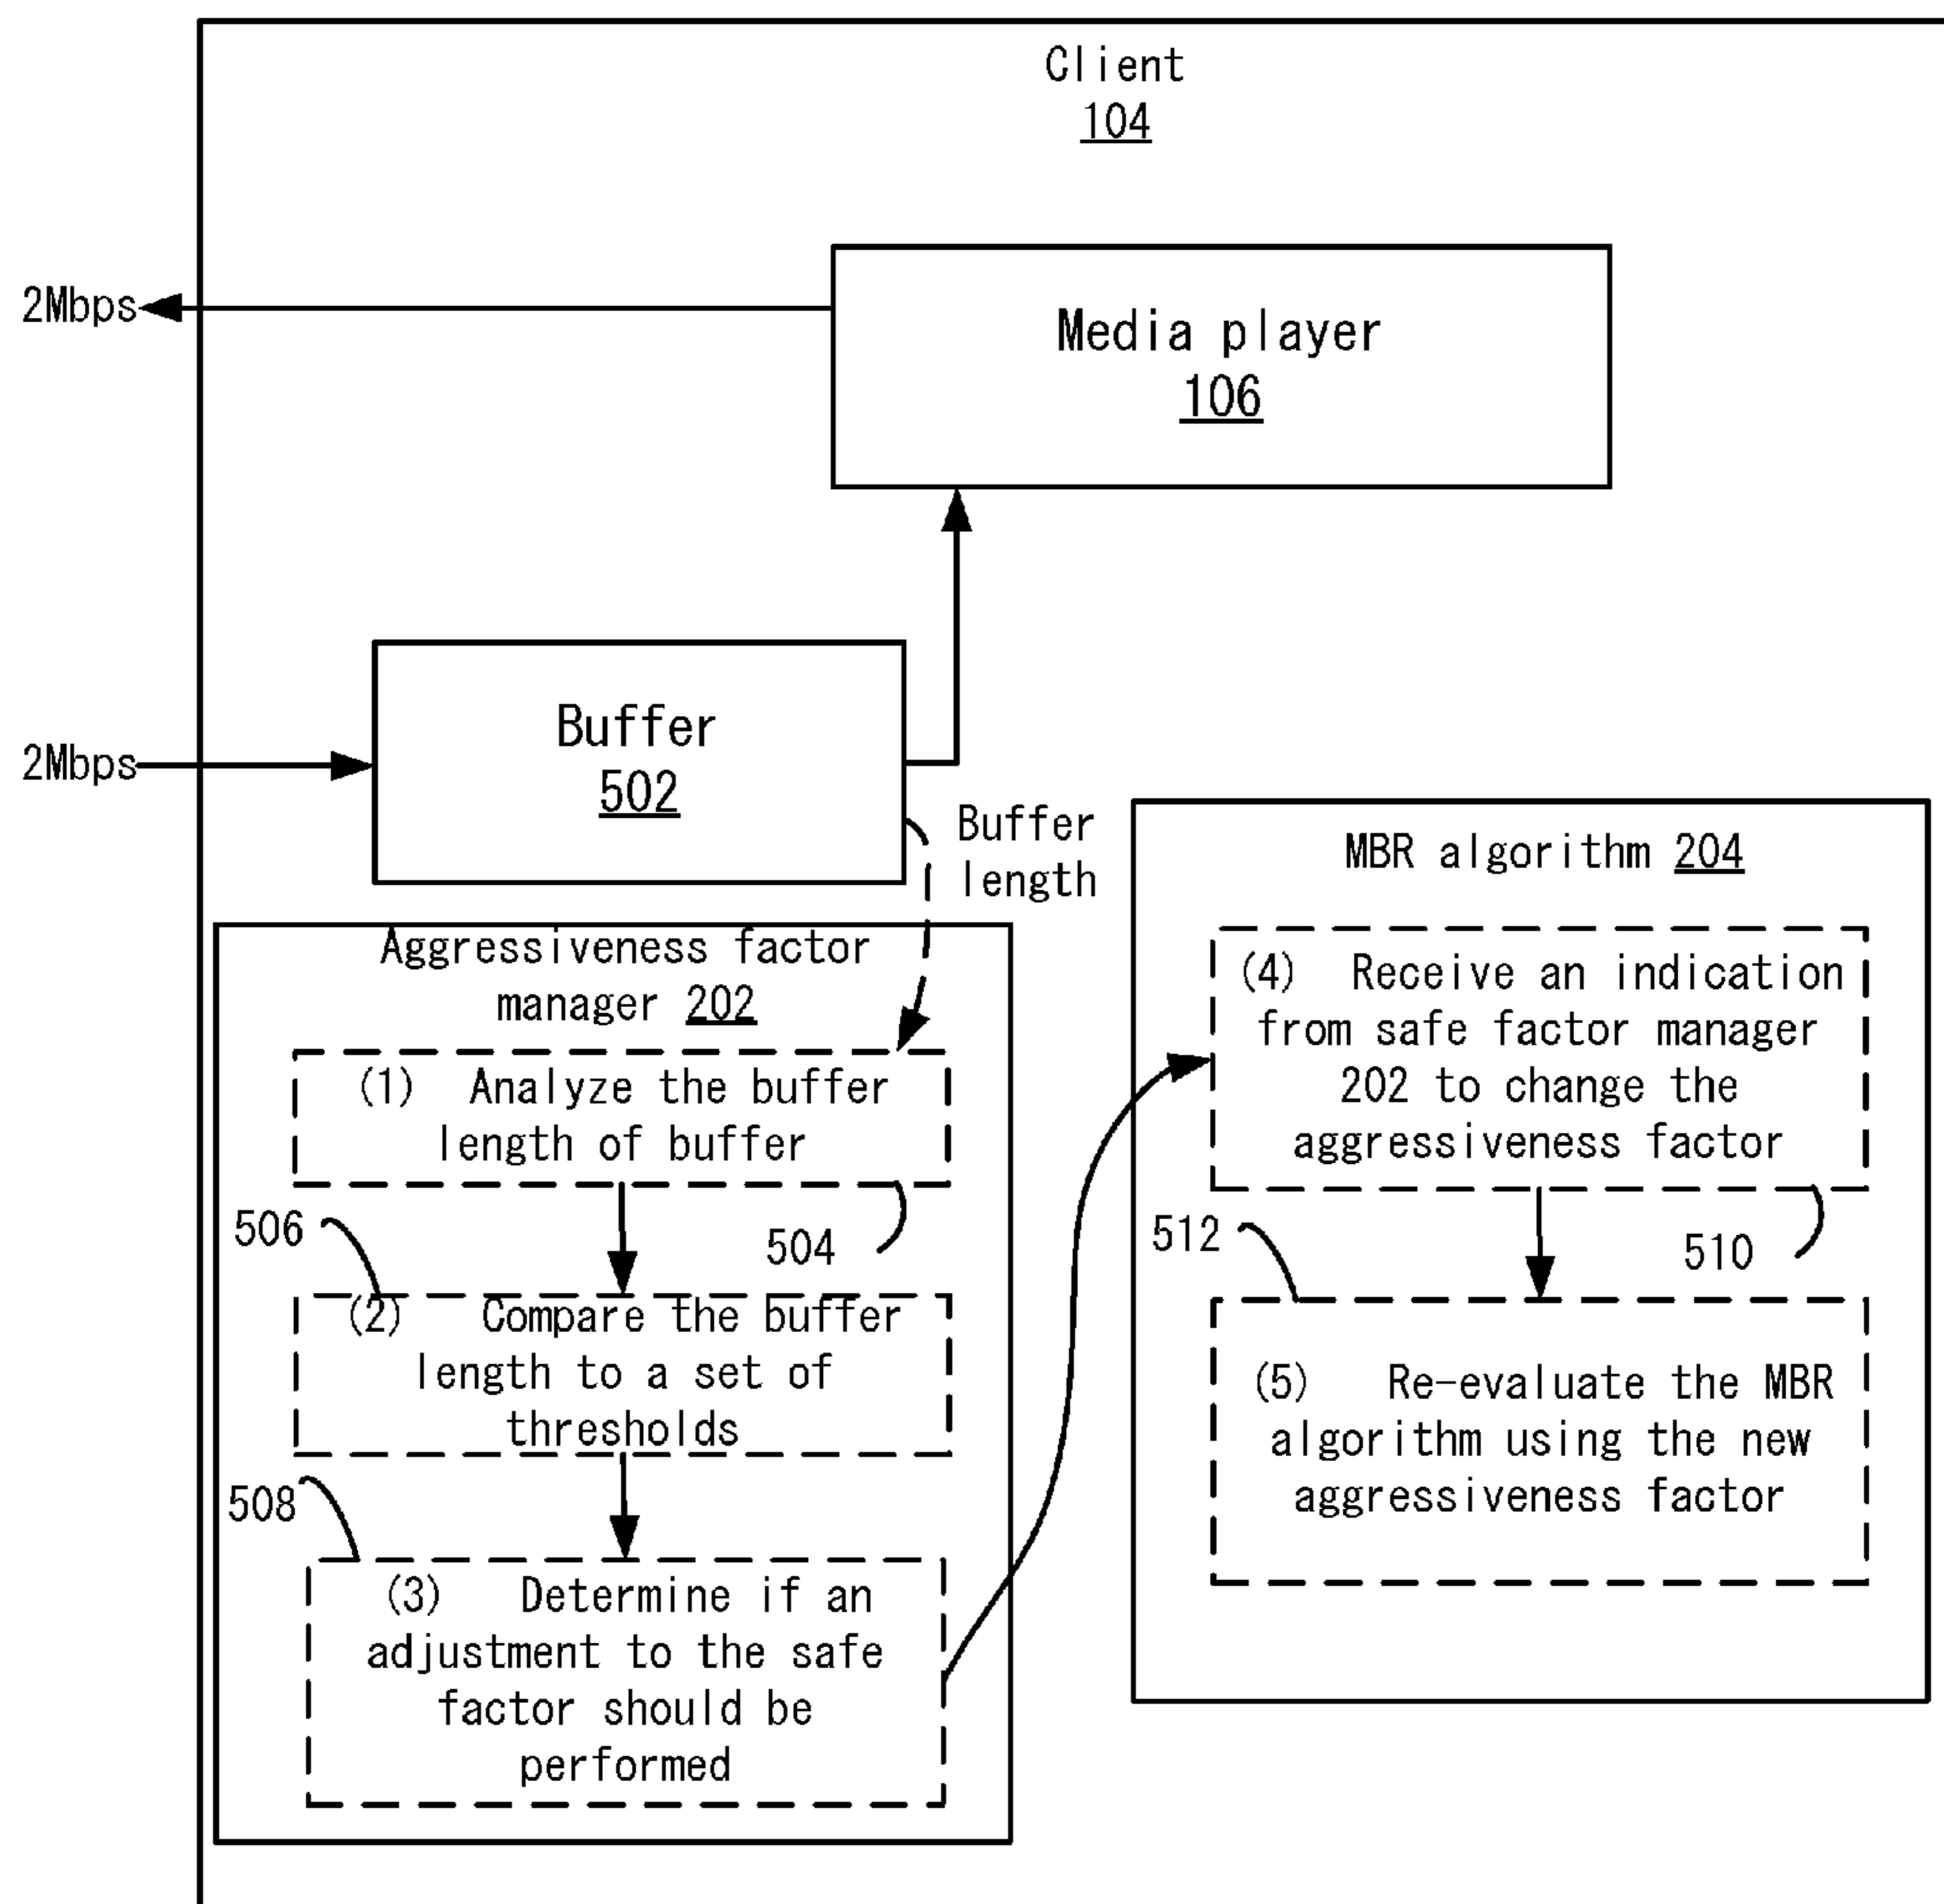 Client
104
2Mbps
Media player
106
2Mbps
Buffer
502
Buffer
length
Aggressiveness factor
manager 202
(1) Analyze the buffer
length of buffer
504
506
(2) Compare the buffer
length to a set of
thresholds
508
(3) Determine if an
adjustment to the safe
factor should be
performed
MBR algorithm 204
(4) Receive an indication
from safe factor manager
202 to change the
aggressiveness factor
510
512
(5) Re-evaluate the MBR
algorithm using the new
aggressiveness factor